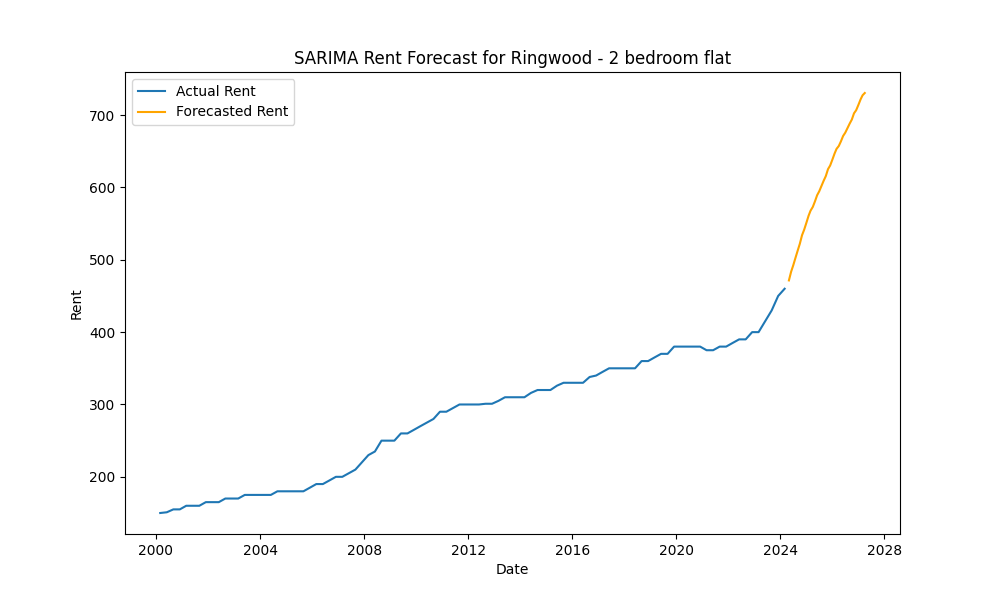 SARIMA Rent Forecast for Ringwood - 2 bedroom flat
Actual Rent
Forecasted Rent
700
600
500
400
300
200
Rent
2000 2004 2008 2012 2016 2020 2024 2028
Date